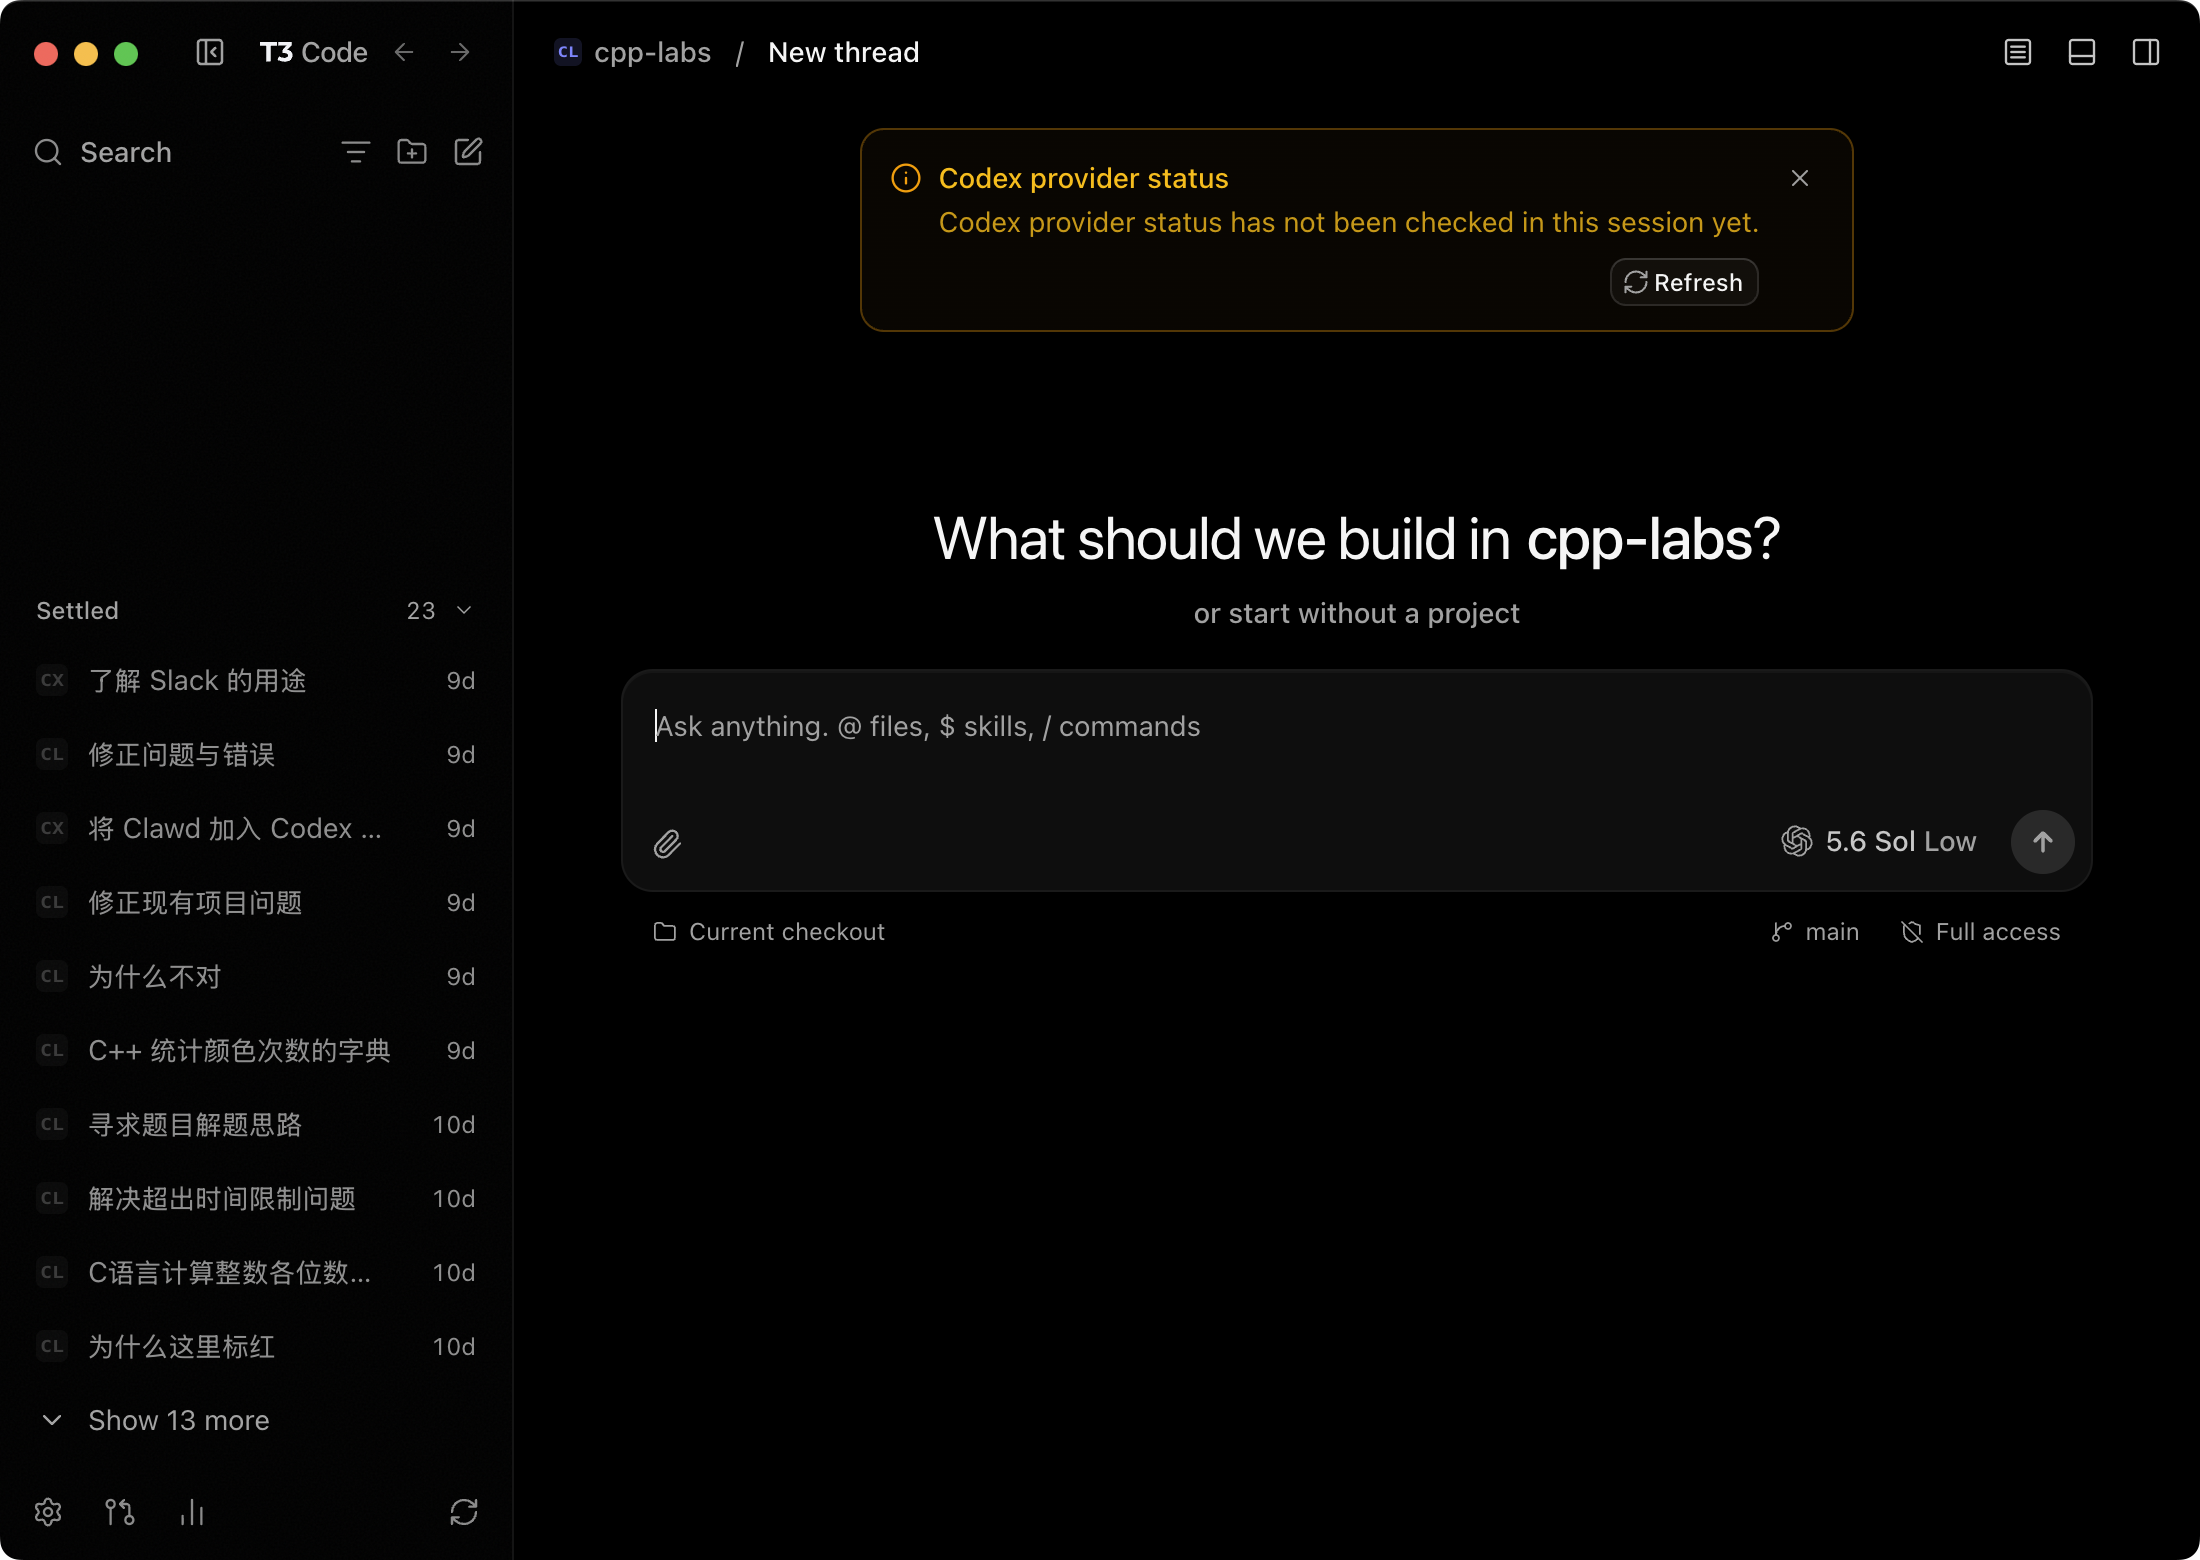 T3 Code
Search
Settled 23
CX 了解 Slack 的用途 9d
CL 修正问题与错误 9d
CX 将 Clawd 加入 Codex ... 9d
CL 修正现有项目问题 9d
CL 为什么不对 9d
CL C++ 统计颜色次数的字典 9d
CL 寻求题目解题思路 10d
CL 解决超出时间限制问题 10d
CL C语言计算整数各位数... 10d
CL 为什么这里标红 10d
Show 13 more
CL cpp-labs / New thread
Codex provider status
Codex provider status has not been checked in this session yet.
Refresh
What should we build in cpp-labs?
or start without a project
Ask anything. @ files, $ skills, / commands
5.6 Sol Low
Current checkout
main
Full access